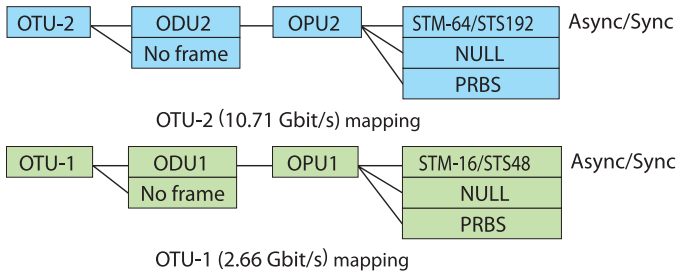 OTU-2 ODU2 OPU2 STM-64/STS192 Async/Sync
No frame NULL
PRBS
OTU-2 (10.71 Gbit/s) mapping
OTU-1 ODU1 OPU1 STM-16/STS48 Async/Sync
No frame NULL
PRBS
OTU-1 (2.66 Gbit/s) mapping